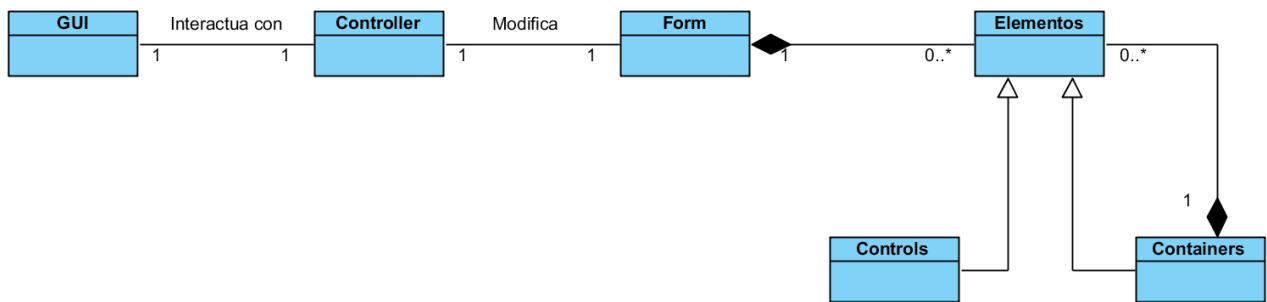 GUI
Interactua con
Controller
Modifica
Form
Elementos
1
1
1
1
1
0..*
0..*
1
Controls
Containers